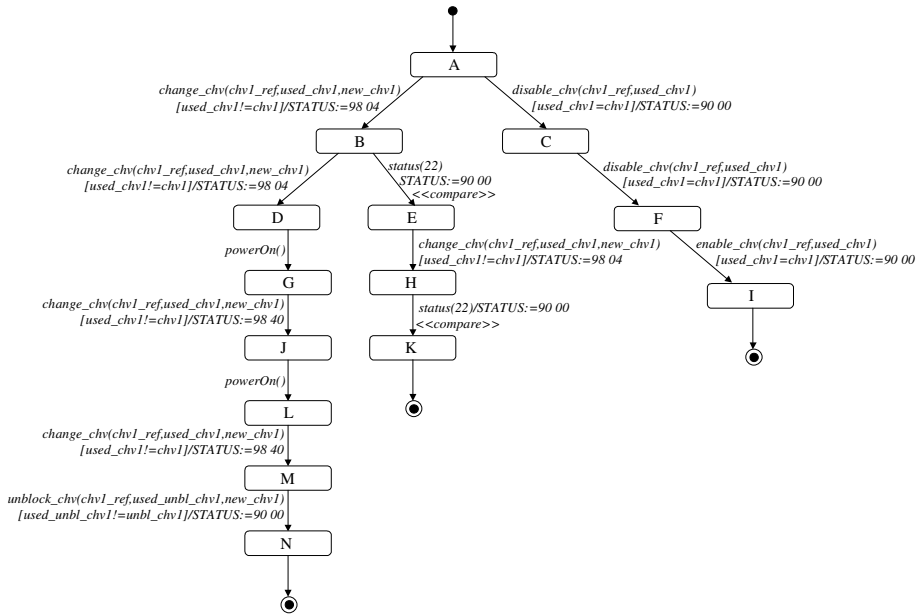 A
change_chv(chv1_ref,used_chv1,new_chv1)
[used_chv1!=chv1]/STATUS:=98 04
disable_chv(chv1_ref,used_chv1)
[used_chv1=chv1]/STATUS:=90 00
B
C
change_chv(chv1_ref,used_chv1,new_chv1)
[used_chv1!=chv1]/STATUS:=98 04
status(22)
STATUS:=90 00
<<compare>>
disable_chv(chv1_ref,used_chv1)
[used_chv1=chv1]/STATUS:=90 00
D
E
F
powerOn()
change_chv(chv1_ref,used_chv1,new_chv1)
[used_chv1!=chv1]/STATUS:=98 04
enable_chv(chv1_ref,used_chv1)
[used_chv1=chv1]/STATUS:=90 00
G
H
I
change_chv(chv1_ref,used_chv1,new_chv1)
[used_chv1!=chv1]/STATUS:=98 40
status(22)/STATUS:=90 00
<<compare>>
J
K
powerOn()
L
change_chv(chv1_ref,used_chv1,new_chv1)
[used_chv1!=chv1]/STATUS:=98 40
M
unblock_chv(chv1_ref,used_unbl_chv1,new_chv1)
[used_unbl_chv1!=unbl_chv1]/STATUS:=90 00
N